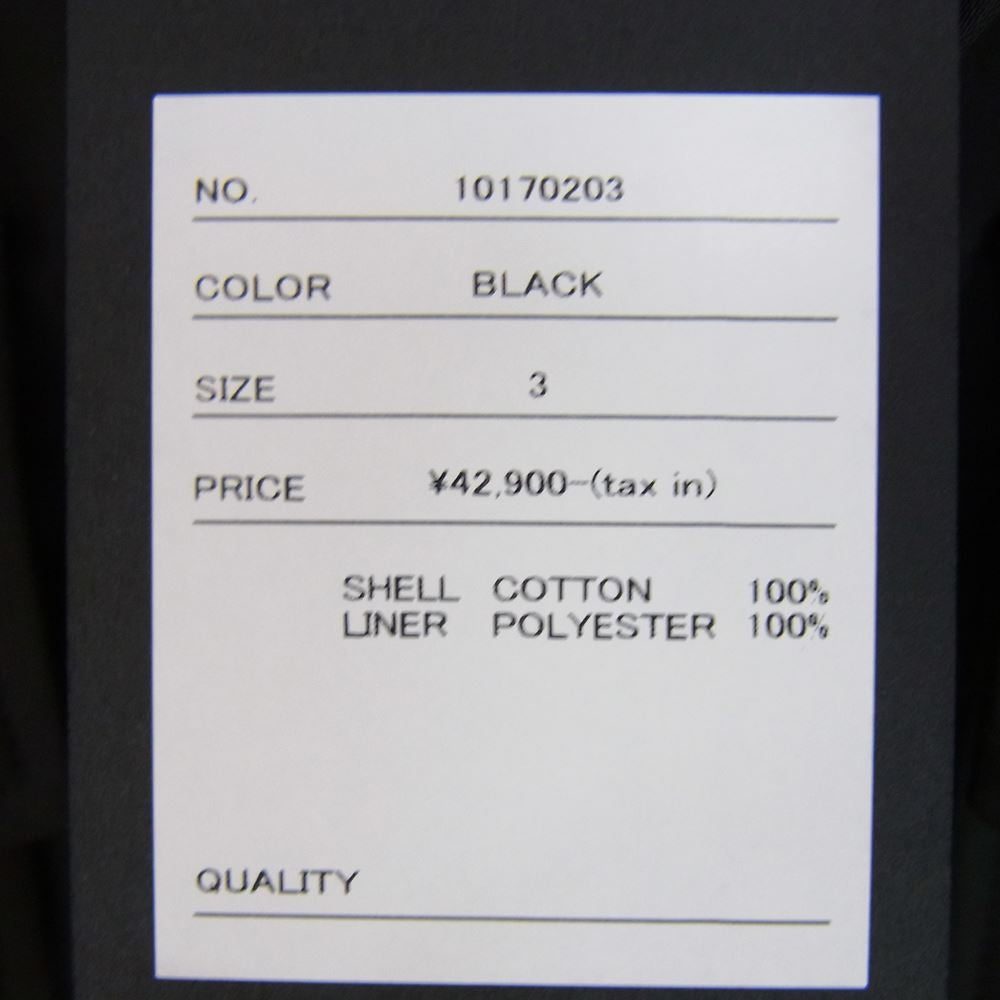 NO. 10170203
COLOR BLACK
SIZE 3
PRICE ¥42,900-(tax in)
SHELL COTTON 100%
LINER POLYESTER 100%
QUALITY